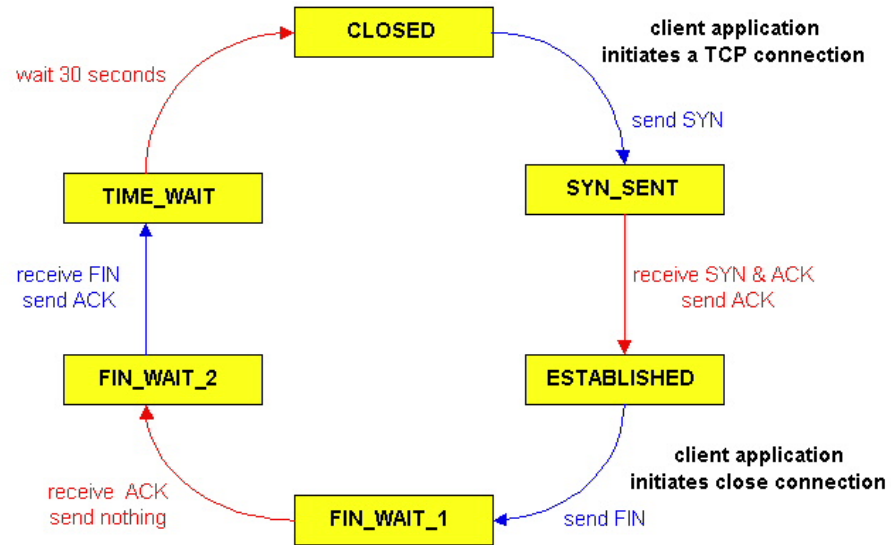 CLOSED
client application
initiates a TCP connection
wait 30 seconds
send SYN
TIME_WAIT
SYN_SENT
receive FIN
send ACK
receive SYN & ACK
send ACK
FIN_WAIT_2
ESTABLISHED
client application
initiates close connection
receive ACK
send nothing
FIN_WAIT_1
send FIN